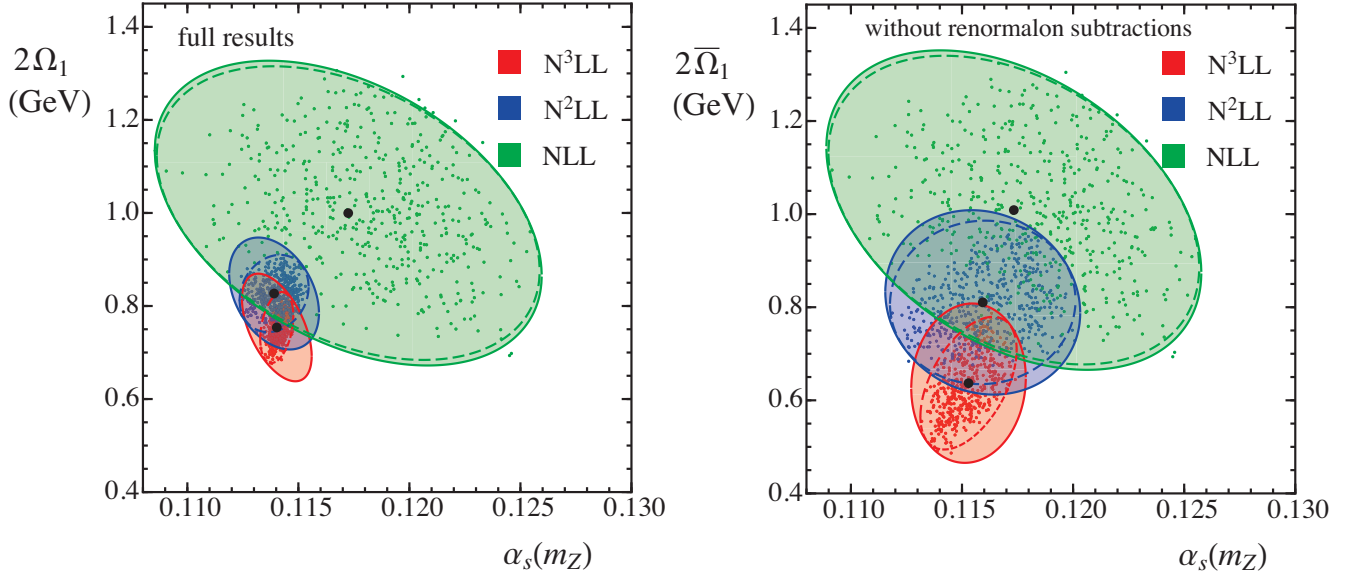 2Ω₁
(GeV)
full results
N³LL
N²LL
NLL
1.4
1.2
1.0
0.8
0.6
0.4
0.110
0.115
0.120
0.125
0.130
αₛ(m_Z)
2Ω̅₁
(GeV)
without renormalon subtractions
N³LL
N²LL
NLL
1.4
1.2
1.0
0.8
0.6
0.4
0.110
0.115
0.120
0.125
0.130
αₛ(m_Z)